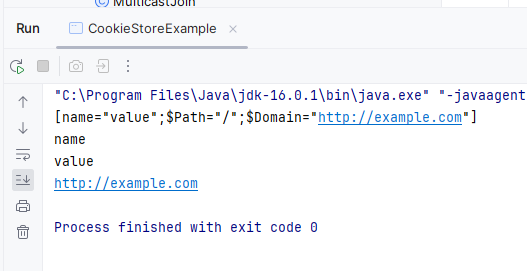 MulticastJoin
Run
CookieStoreExample
"C:\Program Files\Java\jdk-16.0.1\bin\java.exe" "-javaagent
[name="value";$Path="/";$Domain="http://example.com"]
name
value
http://example.com
Process finished with exit code 0